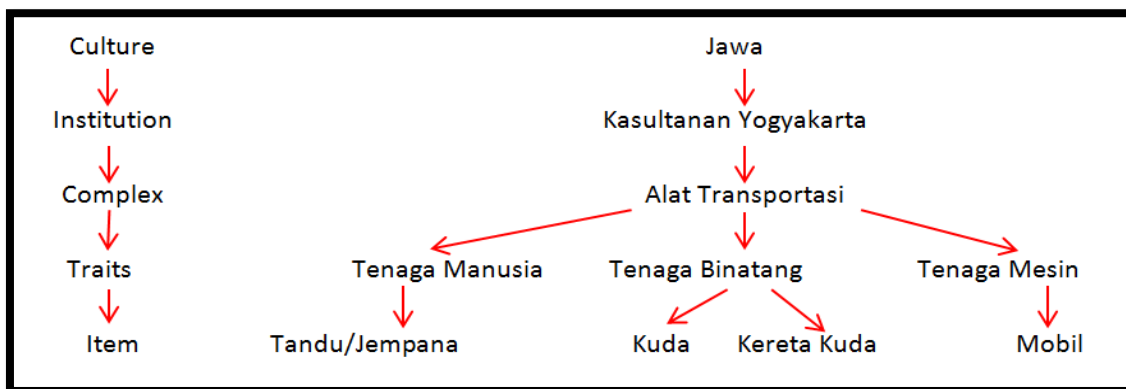 Culture Jawa
Institution Kasultanan Yogyakarta
Complex Alat Transportasi
Traits Tenaga Manusia Tenaga Binatang Tenaga Mesin
Item Tandu/Jempana Kuda Kereta Kuda Mobil